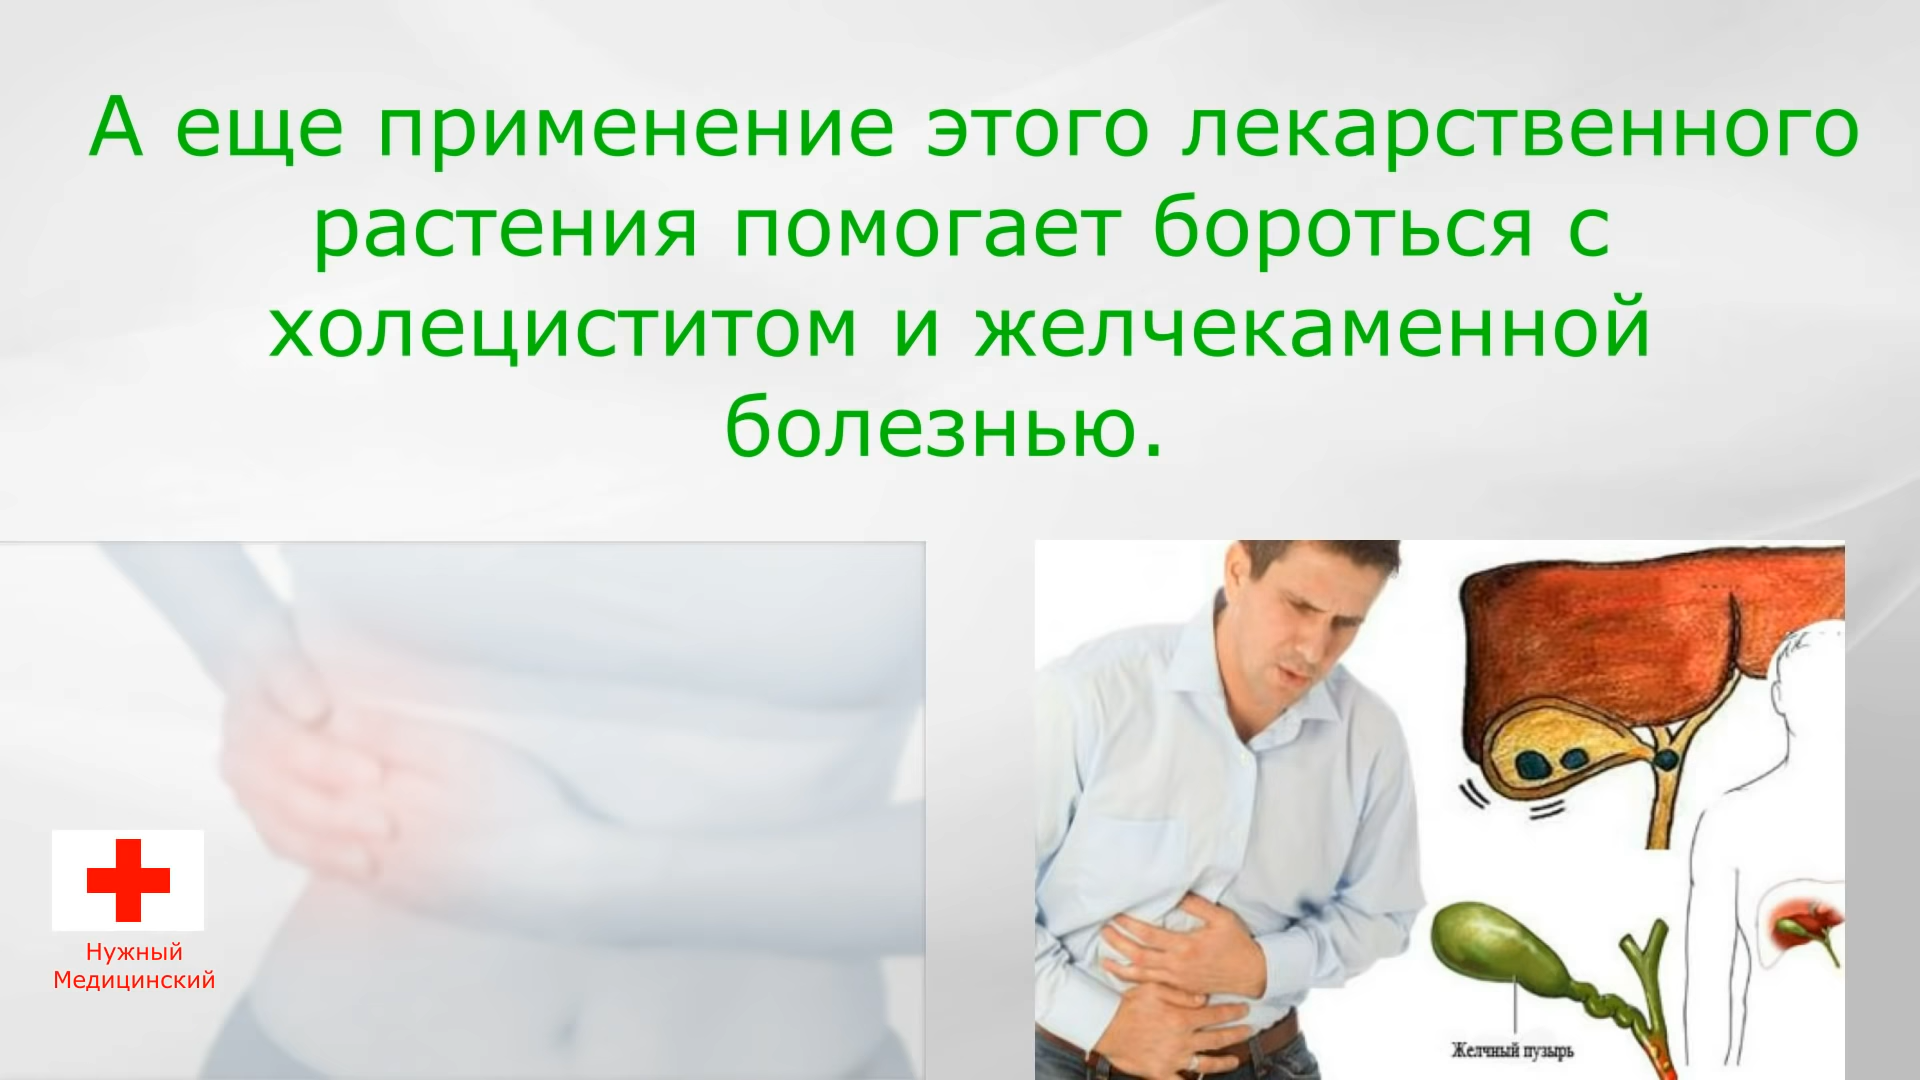 А еще применение этого лекарственного
растения помогает бороться с
холециститом и желчекаменной
болезнью.
Нужный
Медицинский
Желчный пузырь